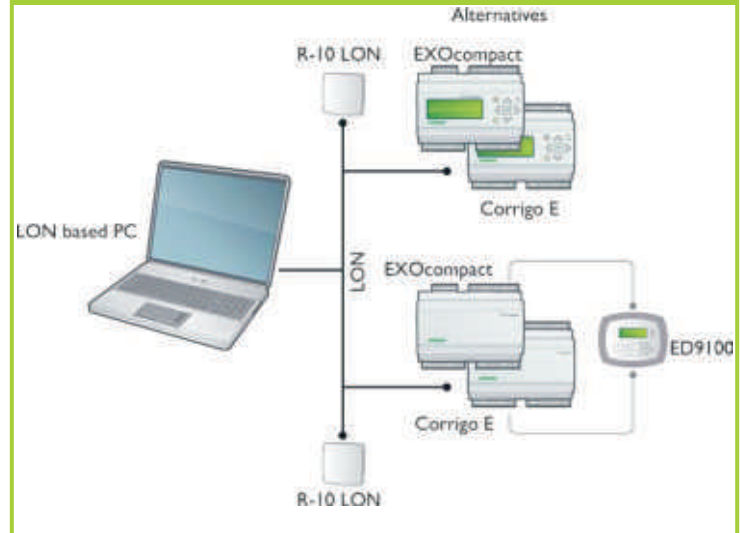 Alternatives
R-10 LON
EXOcompact
Corrigo E
LON based PC
LON
EXOcompact
ED9100
Corrigo E
R-10 LON